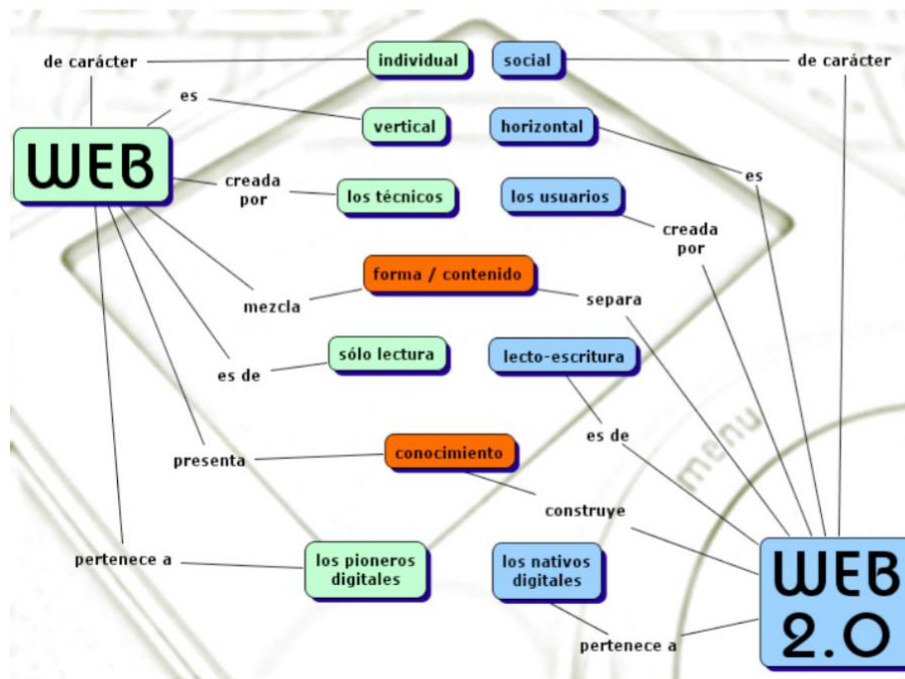 de carácter
individual
social
de carácter
es
vertical
horizontal
WEB
es
creada
por
los técnicos
los usuarios
creada
por
forma / contenido
mezcla
separa
sólo lectura
lecto-escritura
es de
es de
conocimiento
presenta
menu
construye
pertenece a
los pioneros
digitales
los nativos
digitales
WEB
2.0
pertenece a